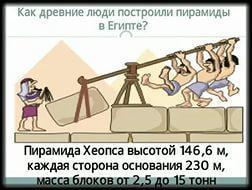 Как древние люди построили пирамиды
в Египте?
Пирамида Хеопса высотой 146,6 м,
каждая сторона основания 230 м,
масса блоков от 2,5 до 15 тонн